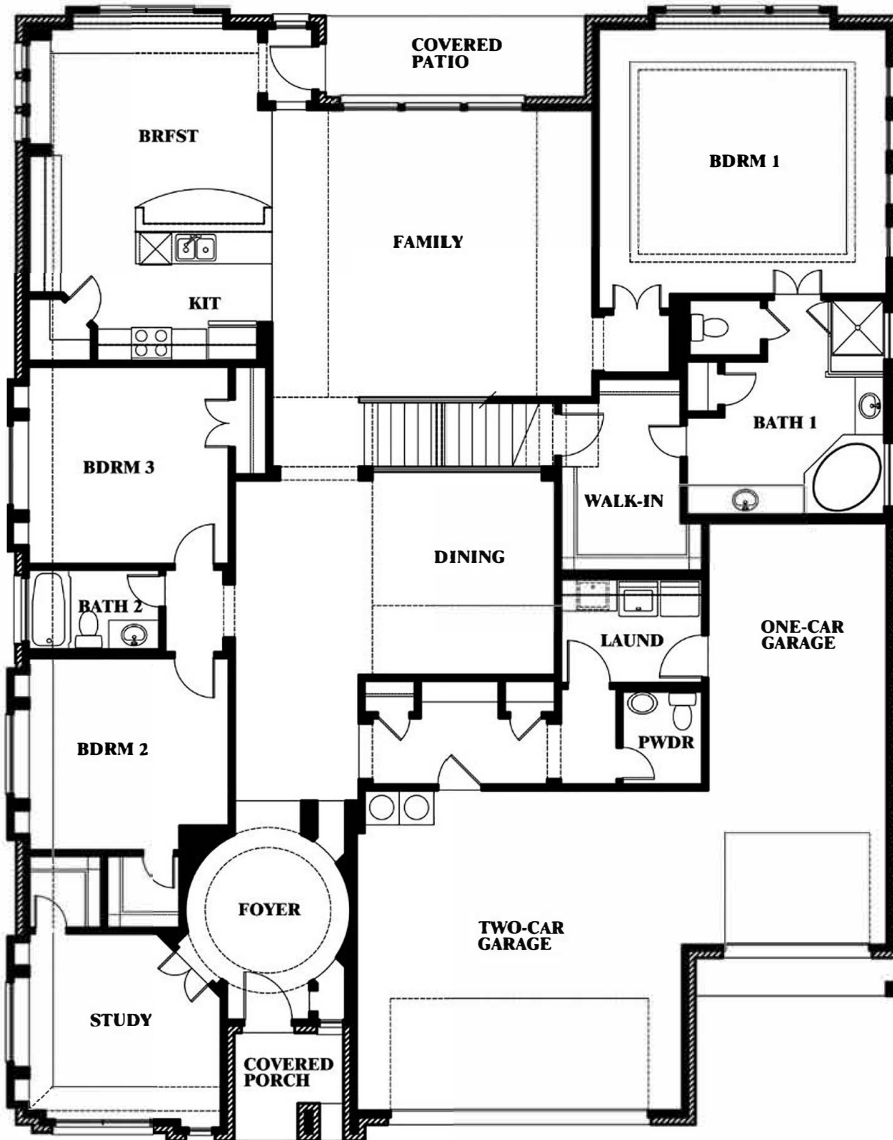 COVERED
PATIO
BRFST
BDRM 1
FAMILY
KIT
BATH 1
BDRM 3
WALK-IN
DINING
BATH 2
ONE-CAR
GARAGE
LAUND
BDRM 2
PWDR
FOYER
TWO-CAR
GARAGE
STUDY
COVERED
PORCH